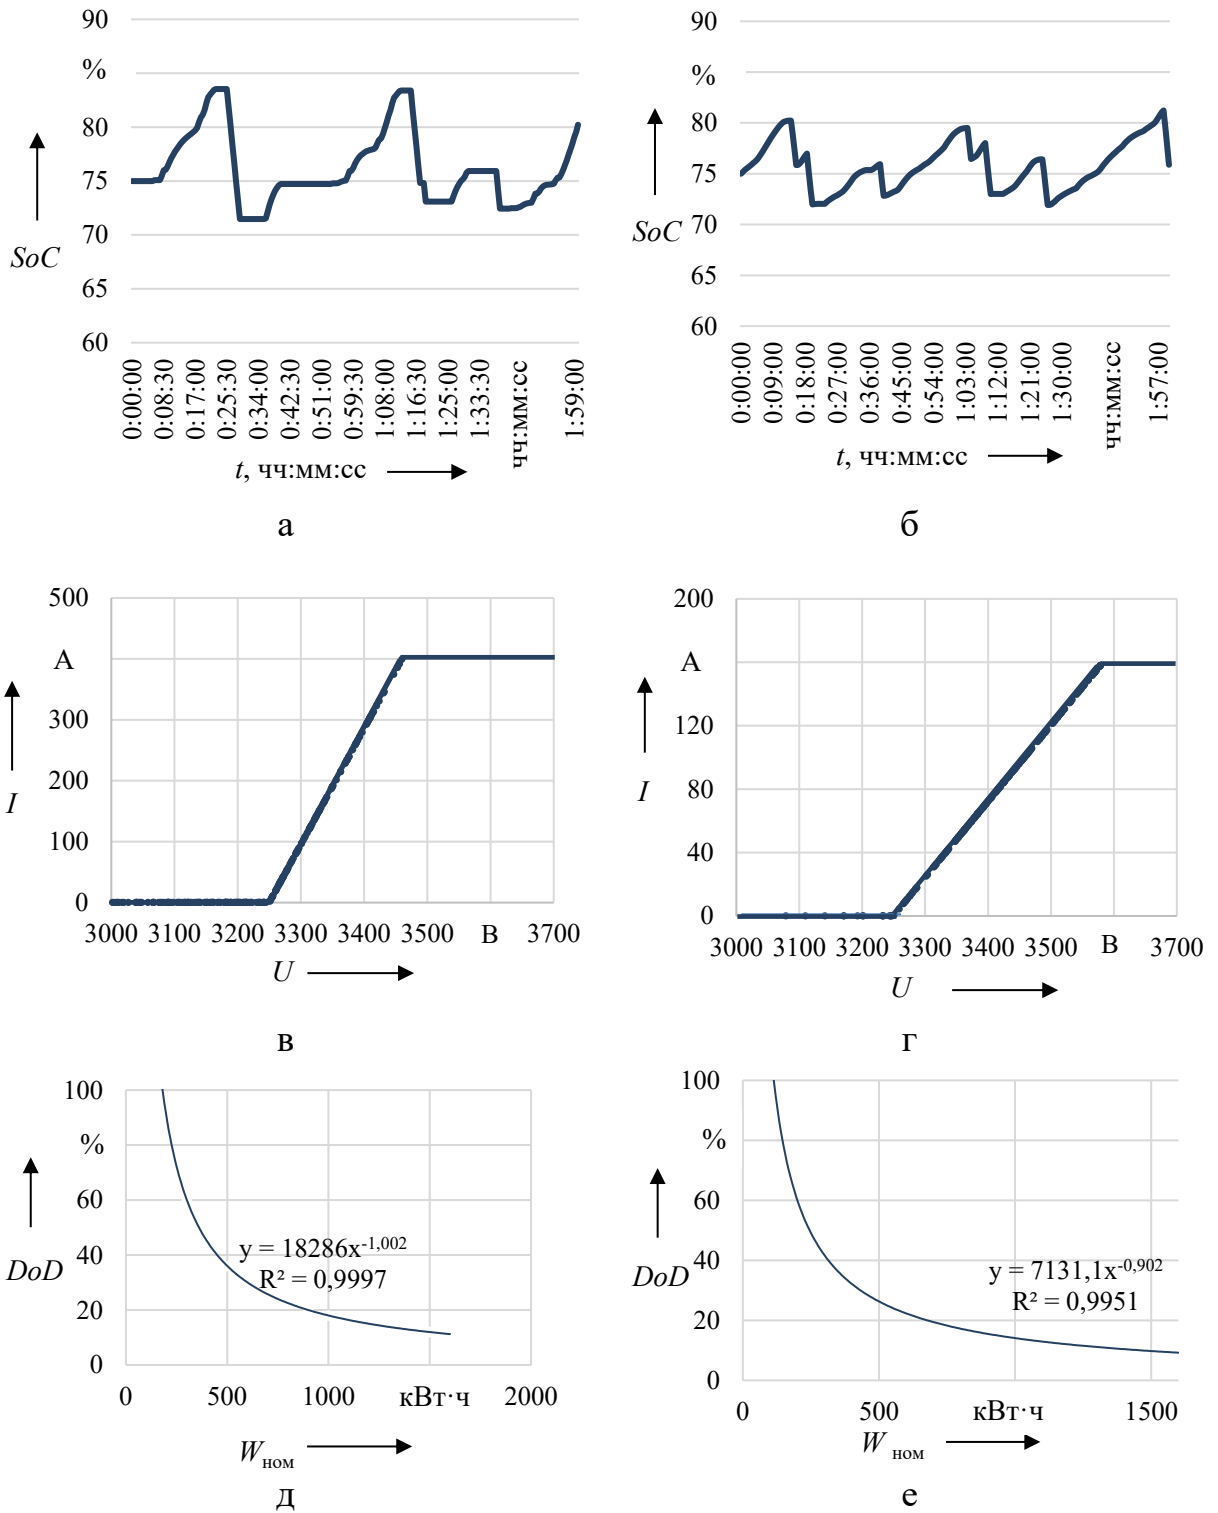 90
%
80
75
70
65
60
SoC
0:00:00
0:08:30
0:17:00
0:25:30
0:34:00
0:42:30
0:51:00
0:59:30
1:08:00
1:16:30
1:25:00
1:33:30
чч:мм:сс
1:59:00
t, чч:мм:сс
а
90
%
80
75
70
65
60
SoC
0:00:00
0:09:00
0:18:00
0:27:00
0:36:00
0:45:00
0:54:00
1:03:00
1:12:00
1:21:00
1:30:00
чч:мм:сс
1:57:00
t, чч:мм:сс
б
500
А
300
200
100
0
I
3000 3100 3200 3300 3400 3500 В 3700
U
в
200
А
120
80
40
0
I
3000 3100 3200 3300 3400 3500 В 3700
U
г
100
%
60
40
20
0
DoD
y = 18286x-1,002
R² = 0,9997
0 500 1000 кВт·ч 2000
Wном
д
100
%
60
40
20
0
DoD
y = 7131,1x-0,902
R² = 0,9951
0 500 кВт·ч 1500
W ном
е